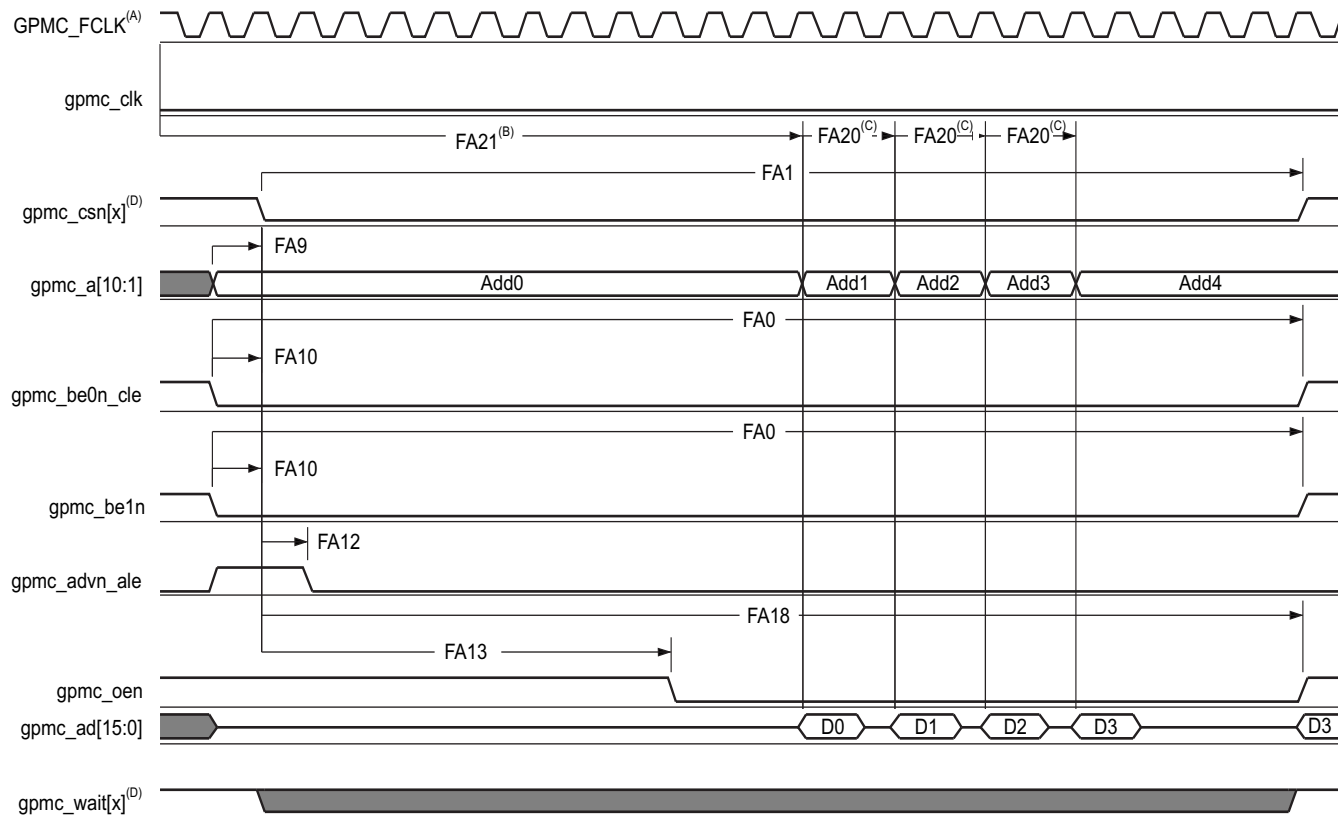 GPMC_FCLK(A)
gpmc_clk
FA21(B) FA20(C) FA20(C) FA20(C)
FA1
gpmc_csn[x](D)
FA9
gpmc_a[10:1] Add0 Add1 Add2 Add3 Add4
FA0
FA10
gpmc_be0n_cle
FA0
FA10
gpmc_be1n
FA12
gpmc_advn_ale
FA18
FA13
gpmc_oen
gpmc_ad[15:0] D0 D1 D2 D3 D3
gpmc_wait[x](D)